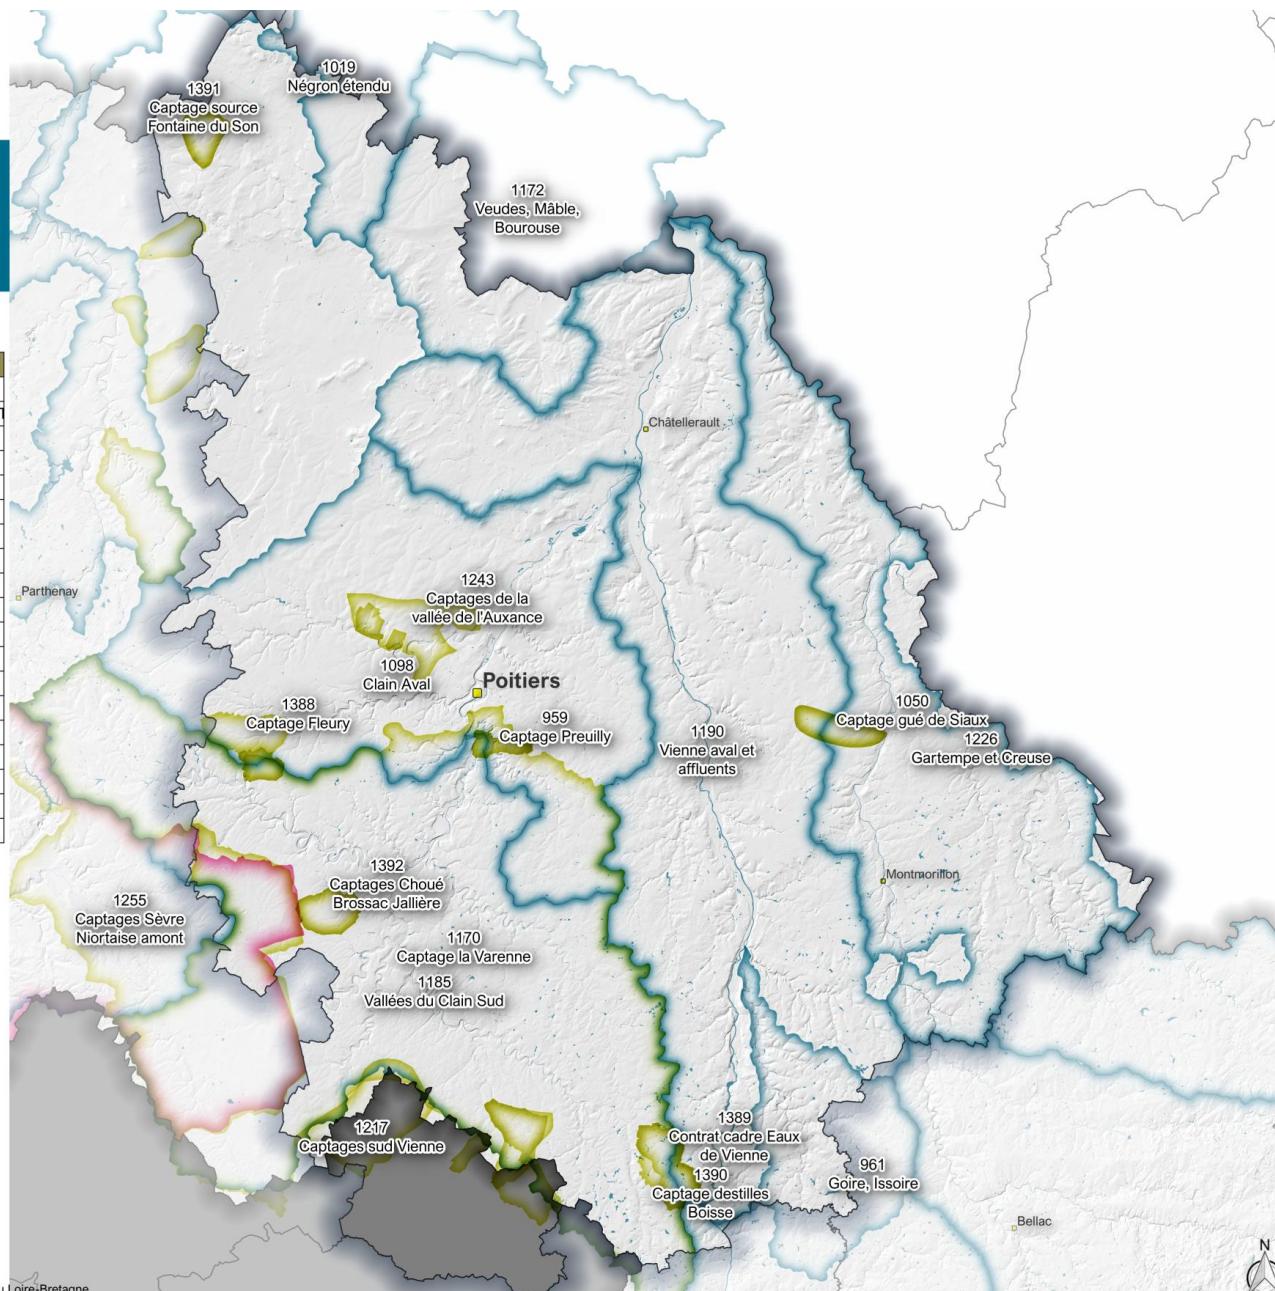 1019
Négron étendu
1391
Captage source
Fontaine du Son
1172
Veudes, Mâble,
Bourouse
Châtellerault
Parthenay
1243
Captages de la
vallée de l'Auxance
1098
Clain Aval
Poitiers
1388
Captage Fleury
959
Captage Preuilly
1190
Vienne aval et
affluents
1050
Captage gué de Siaux
1226
Gartempe et Creuse
1392
Captages Choué
Brossac Jallière
Montmorillon
1255
Captages Sèvre
Niortaise amont
1170
Captage la Varenne
1185
Vallées du Clain Sud
1217
Captages sud Vienne
1389
Contrat cadre Eaux
de Vienne
1390
Captage destilles
Boisse
961
Goire, Issoire
Bellac
N
Loire-Bretagne